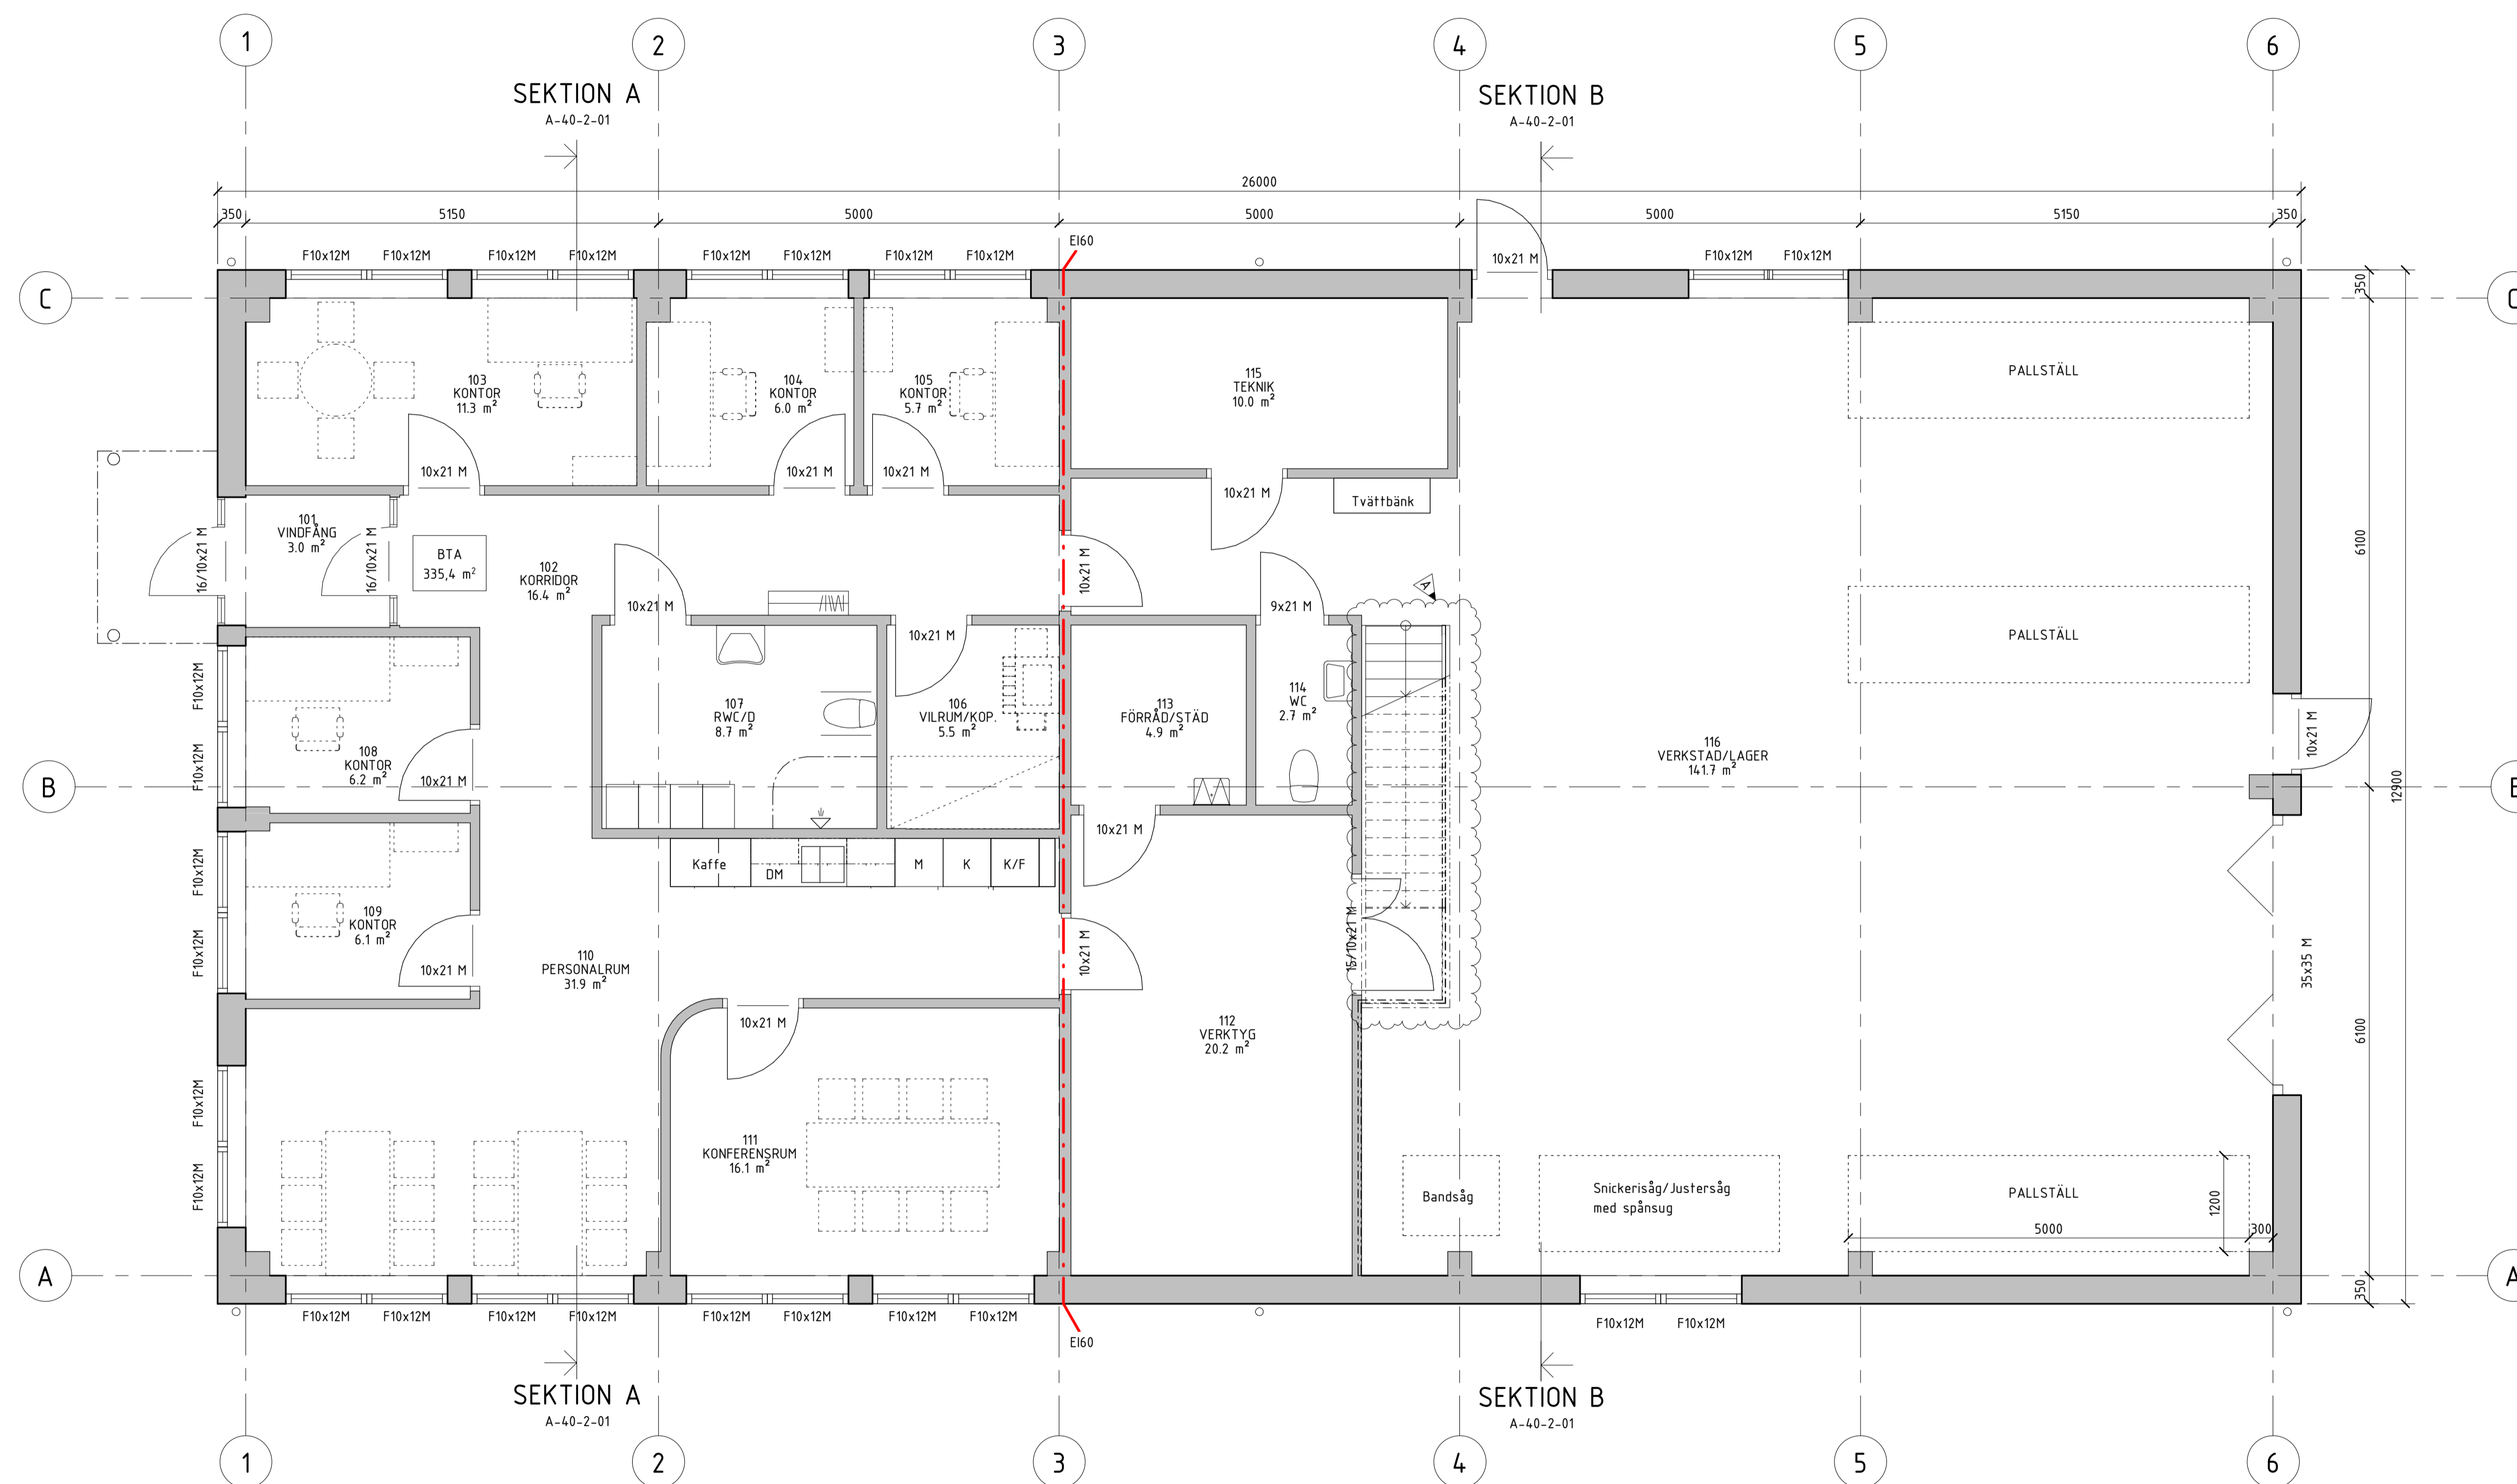 1
2
3
4
5
6
SEKTION A
A-40-2-01
SEKTION B
A-40-2-01
26000
350
5150
5000
5000
5000
5150
350
EI60
F10x12M
F10x12M
F10x12M
F10x12M
F10x12M
F10x12M
F10x12M
F10x12M
10x21 M
F10x12M
F10x12M
C
350
103
KONTOR
11.3 m²
104
KONTOR
6.0 m²
105
KONTOR
5.7 m²
115
TEKNIK
10.0 m²
PALLSTÄLL
10x21 M
10x21 M
10x21 M
10x21 M
Tvättbänk
101
VINDFÅNG
3.0 m²
16/10x21 M
16/10x21 M
BTA
335,4 m²
102
KORRIDOR
16.4 m²
10x21 M
6100
A
10x21 M
10x21 M
9x21 M
PALLSTÄLL
F10x12M
F10x12M
107
RWC/D
8.7 m²
106
VILRUM/KOP.
5.5 m²
113
FÖRRÅD/STÄD
4.9 m²
114
WC
2.7 m²
116
VERKSTAD/LAGER
141.7 m²
10x21 M
108
KONTOR
6.2 m²
10x21 M
B
12900
10x21 M
Kaffe
DM
M
K
K/F
F10x12M
F10x12M
109
KONTOR
6.1 m²
10x21 M
110
PERSONALRUM
31.9 m²
10x21 M
15/10x21 M
35x35 M
6100
10x21 M
112
VERKTYG
20.2 m²
F10x12M
F10x12M
111
KONFERENSRUM
16.1 m²
Bandsåg
Snickerisåg/Justersåg
med spånsug
PALLSTÄLL
1200
5000
300
A
350
F10x12M
F10x12M
F10x12M
F10x12M
F10x12M
F10x12M
F10x12M
F10x12M
EI60
F10x12M
F10x12M
SEKTION A
A-40-2-01
SEKTION B
A-40-2-01
1
2
3
4
5
6